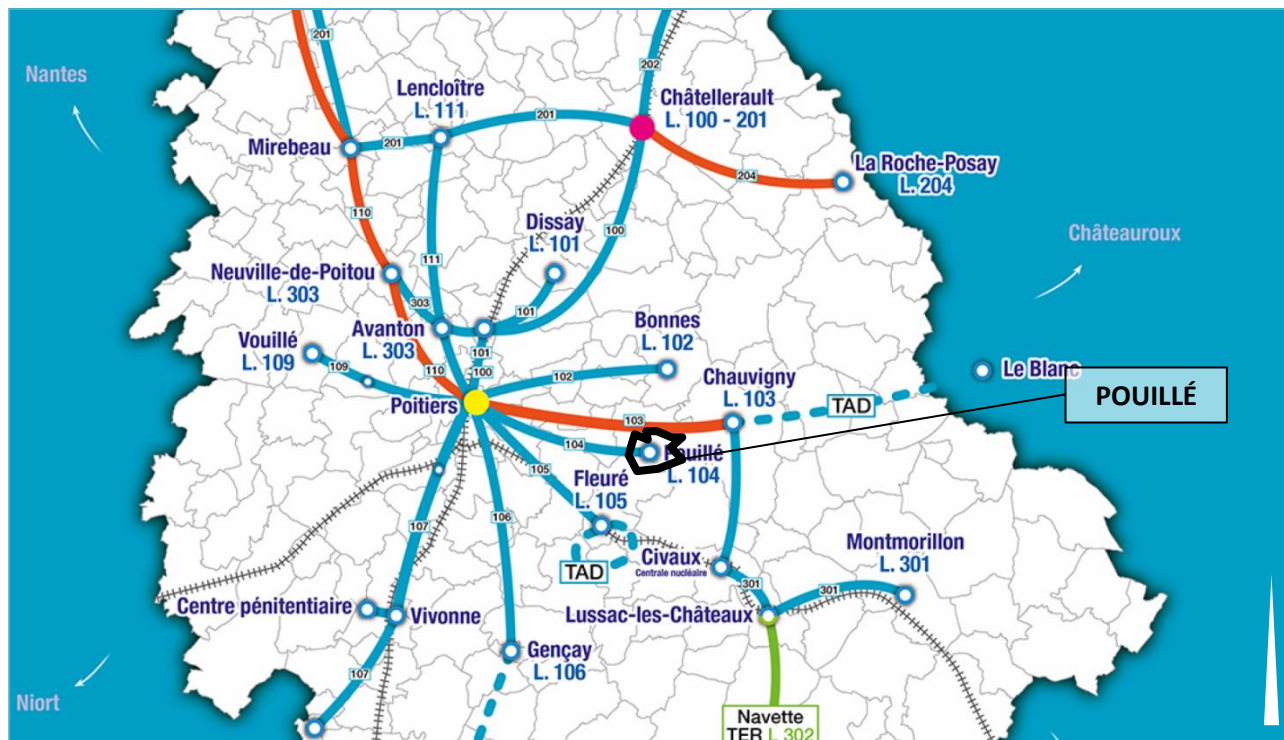 201
202
Nantes
Lencloître
L. 111
Châtellerault
L. 100 - 201
201
Mirebeau
201
La Roche-Posay
L. 204
204
110
Dissay
L. 101
100
Châteauroux
111
Neuville-de-Poitou
L. 303
303
101
Bonnes
L. 102
Avanton
L. 303
Vouillé
L. 109
101
109
110
100
102
Chauvigny
L. 103
Le Blanc
POUILLÉ
TAD
Poitiers
103
104
Pouillé
L. 104
105
Fleuré
L. 105
106
107
Civaux
Centrale nucléaire
Montmorillon
L. 301
TAD
301
301
Centre pénitentiaire
Vivonne
Lussac-les-Châteaux
Gençay
L. 106
107
Niort
Navette
TER L 302